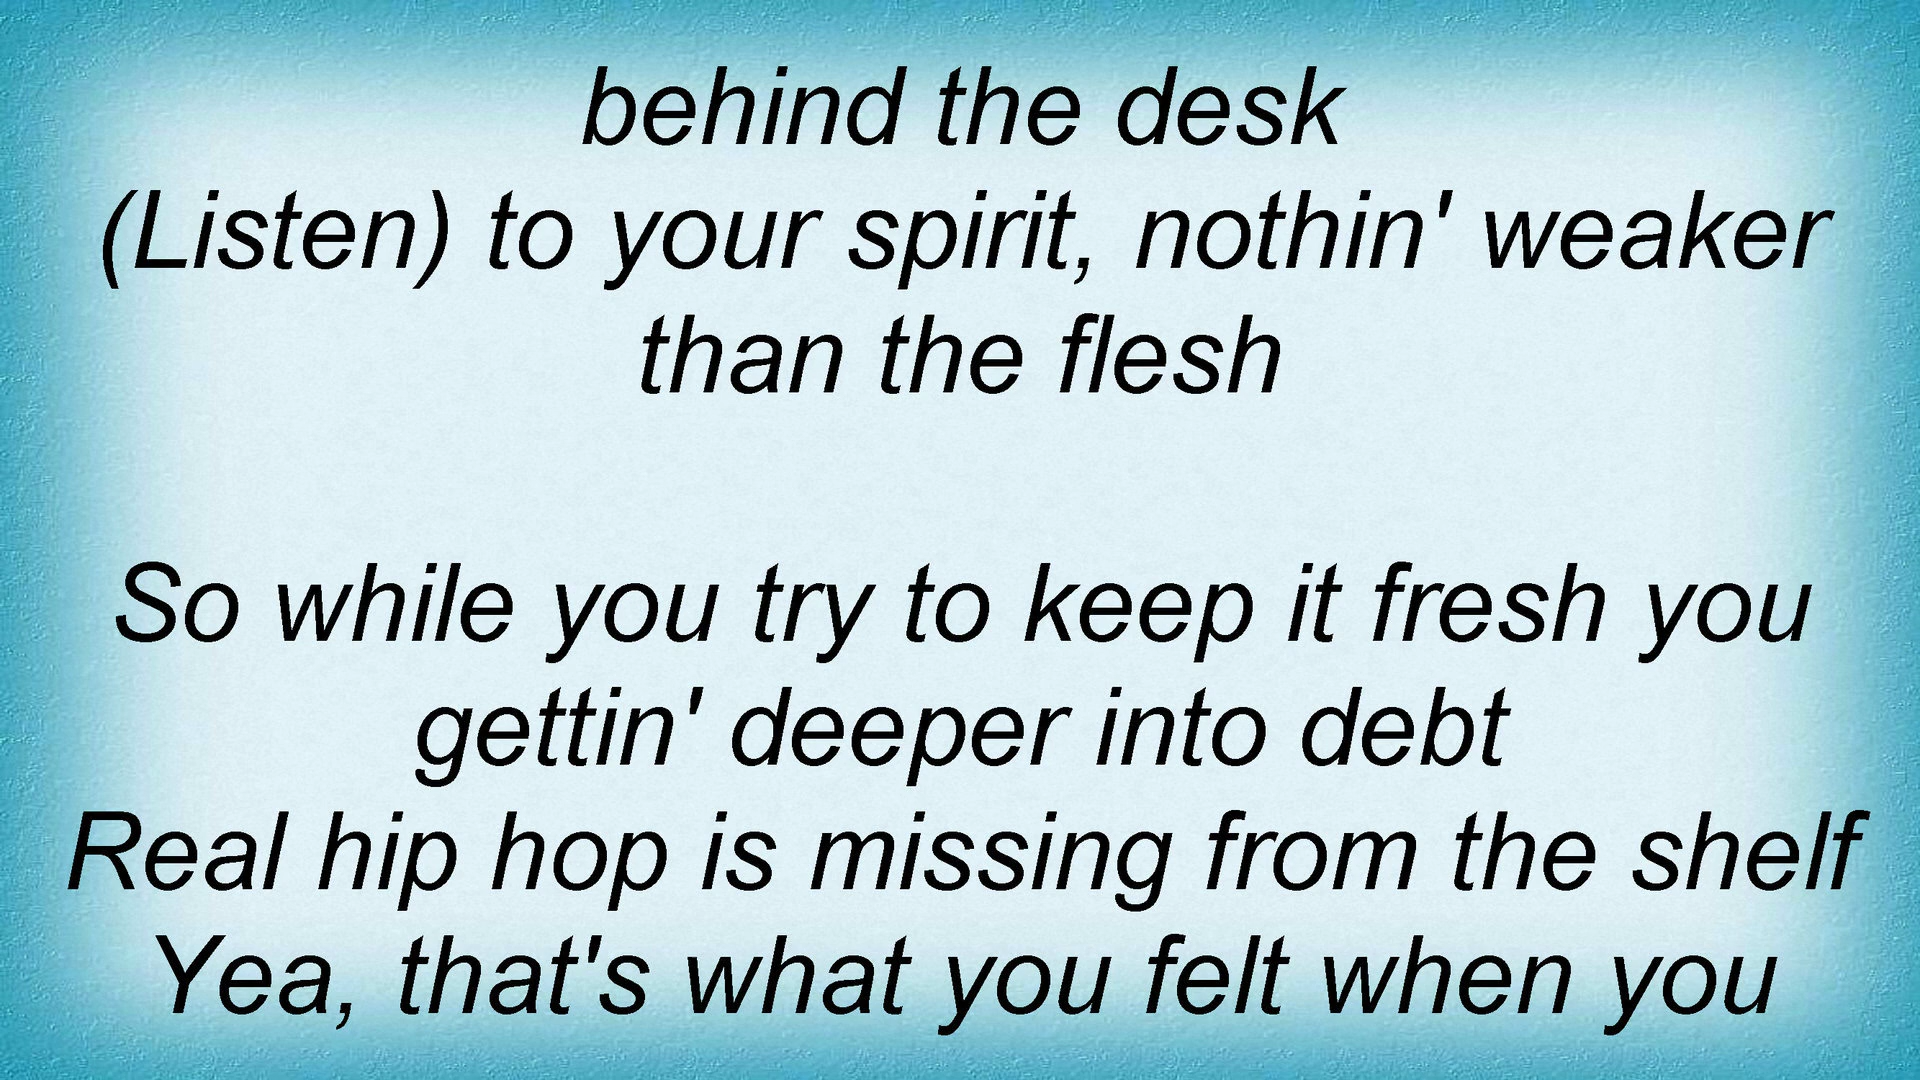 behind the desk
(Listen) to your spirit, nothin' weaker
than the flesh
So while you try to keep it fresh you
gettin' deeper into debt
Real hip hop is missing from the shelf
Yea, that's what you felt when you